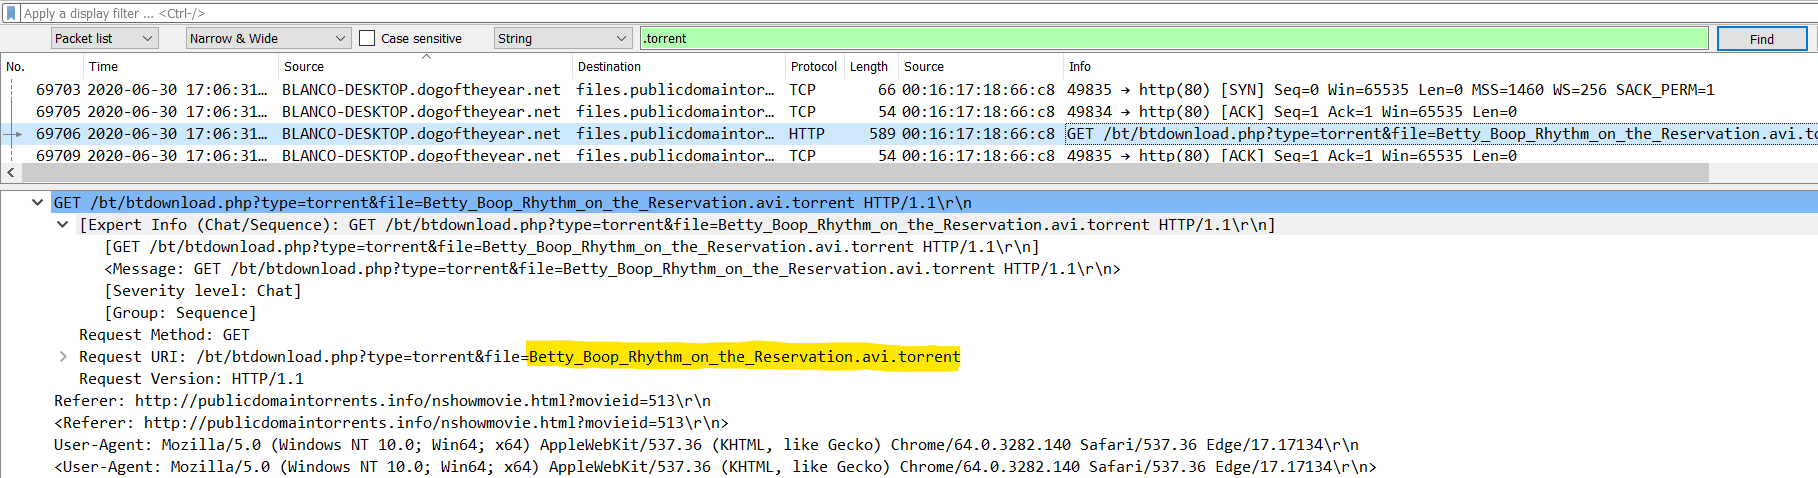 Apply a display filter ... <Ctrl-/>
Packet list Narrow & Wide Case sensitive String .torrent Find
No. Time Source Destination Protocol Length Source Info
69703 2020-06-30 17:06:31… BLANCO-DESKTOP.dogoftheyear.net files.publicdomaintor… TCP 66 00:16:17:18:66:c8 49835 → http(80) [SYN] Seq=0 Win=65535 Len=0 MSS=1460 WS=256 SACK_PERM=1
69705 2020-06-30 17:06:31… BLANCO-DESKTOP.dogoftheyear.net files.publicdomaintor… TCP 54 00:16:17:18:66:c8 49834 → http(80) [ACK] Seq=1 Ack=1 Win=65535 Len=0
69706 2020-06-30 17:06:31… BLANCO-DESKTOP.dogoftheyear.net files.publicdomaintor… HTTP 589 00:16:17:18:66:c8 GET /bt/btdownload.php?type=torrent&file=Betty_Boop_Rhythm_on_the_Reservation.avi.to
69709 2020-06-30 17:06:31… BLANCO-DESKTOP.dogoftheyear.net files.publicdomaintor… TCP 54 00:16:17:18:66:c8 49835 → http(80) [ACK] Seq=1 Ack=1 Win=65535 Len=0
GET /bt/btdownload.php?type=torrent&file=Betty_Boop_Rhythm_on_the_Reservation.avi.torrent HTTP/1.1\r\n
[Expert Info (Chat/Sequence): GET /bt/btdownload.php?type=torrent&file=Betty_Boop_Rhythm_on_the_Reservation.avi.torrent HTTP/1.1\r\n]
[GET /bt/btdownload.php?type=torrent&file=Betty_Boop_Rhythm_on_the_Reservation.avi.torrent HTTP/1.1\r\n]
<Message: GET /bt/btdownload.php?type=torrent&file=Betty_Boop_Rhythm_on_the_Reservation.avi.torrent HTTP/1.1\r\n>
[Severity level: Chat]
[Group: Sequence]
Request Method: GET
Request URI: /bt/btdownload.php?type=torrent&file=Betty_Boop_Rhythm_on_the_Reservation.avi.torrent
Request Version: HTTP/1.1
Referer: http://publicdomaintorrents.info/nshowmovie.html?movieid=513\r\n
<Referer: http://publicdomaintorrents.info/nshowmovie.html?movieid=513\r\n>
User-Agent: Mozilla/5.0 (Windows NT 10.0; Win64; x64) AppleWebKit/537.36 (KHTML, like Gecko) Chrome/64.0.3282.140 Safari/537.36 Edge/17.17134\r\n
<User-Agent: Mozilla/5.0 (Windows NT 10.0; Win64; x64) AppleWebKit/537.36 (KHTML, like Gecko) Chrome/64.0.3282.140 Safari/537.36 Edge/17.17134\r\n>